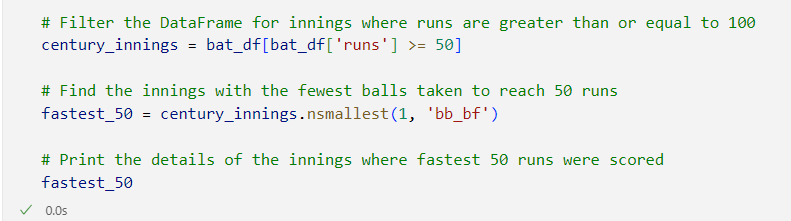 # Filter the DataFrame for innings where runs are greater than or equal to 100
century_innings = bat_df[bat_df['runs'] >= 50]
# Find the innings with the fewest balls taken to reach 50 runs
fastest_50 = century_innings.nsmallest(1, 'bb_bf')
# Print the details of the innings where fastest 50 runs were scored
fastest_50
✓ 0.0s